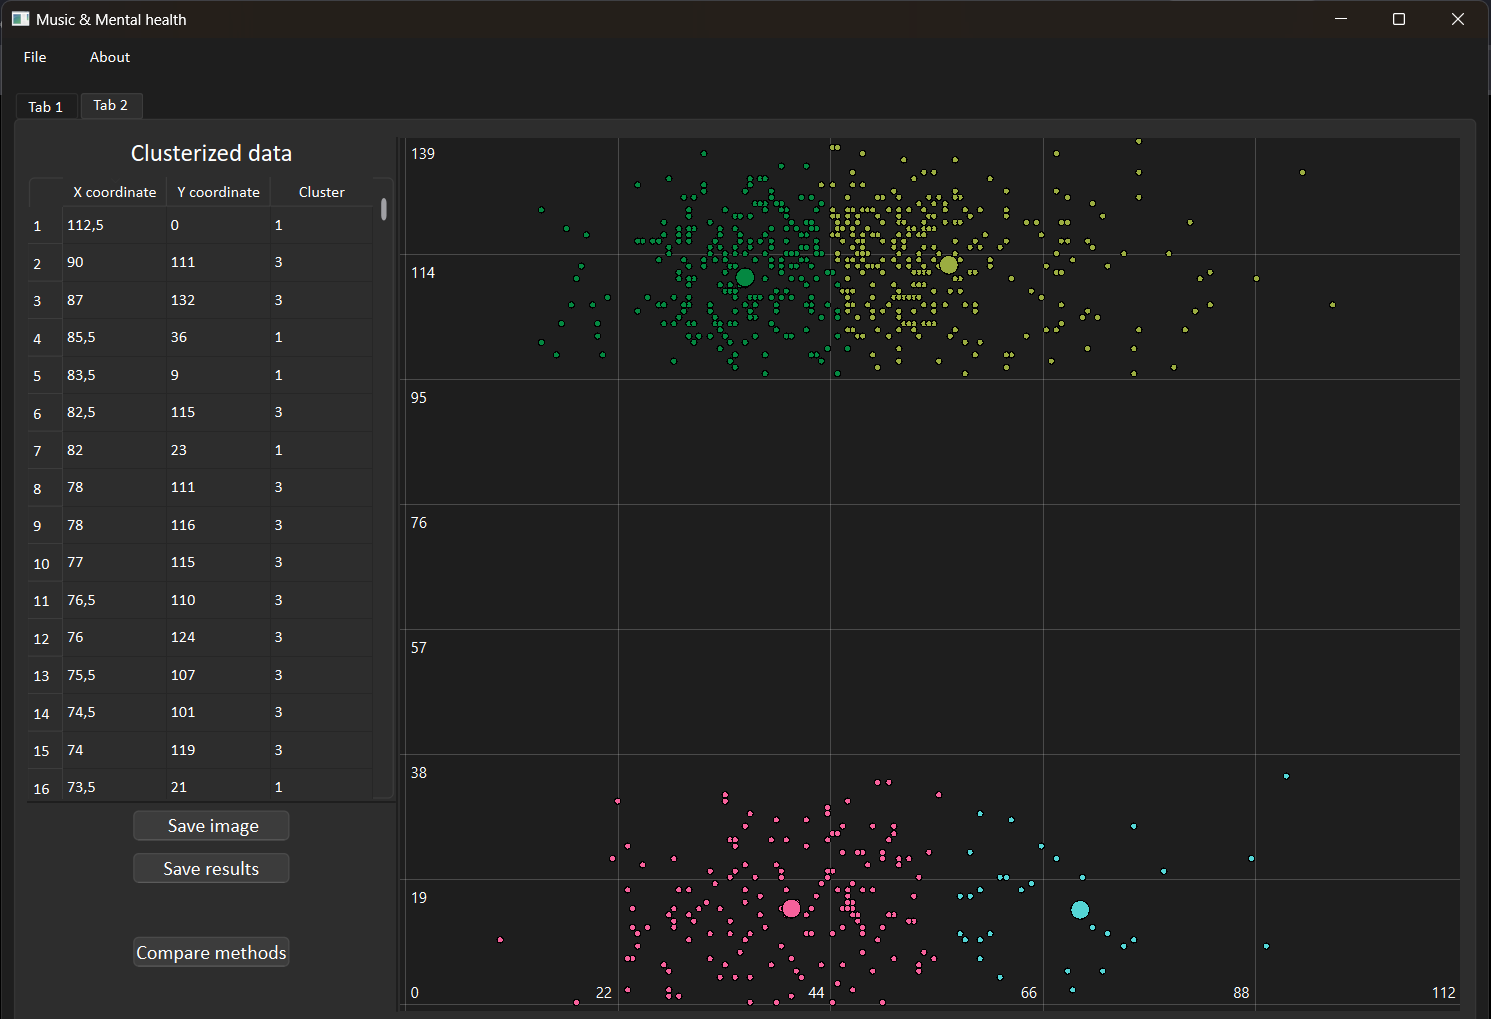 Music & Mental health
File About
Tab 1 Tab 2
Clusterized data
X coordinate Y coordinate Cluster
1 112,5 0 1
2 90 111 3
3 87 132 3
4 85,5 36 1
5 83,5 9 1
6 82,5 115 3
7 82 23 1
8 78 111 3
9 78 116 3
10 77 115 3
11 76,5 110 3
12 76 124 3
13 75,5 107 3
14 74,5 101 3
15 74 119 3
16 73,5 21 1
Save image
Save results
Compare methods
139
114
95
76
57
38
19
0 22 44 66 88 112